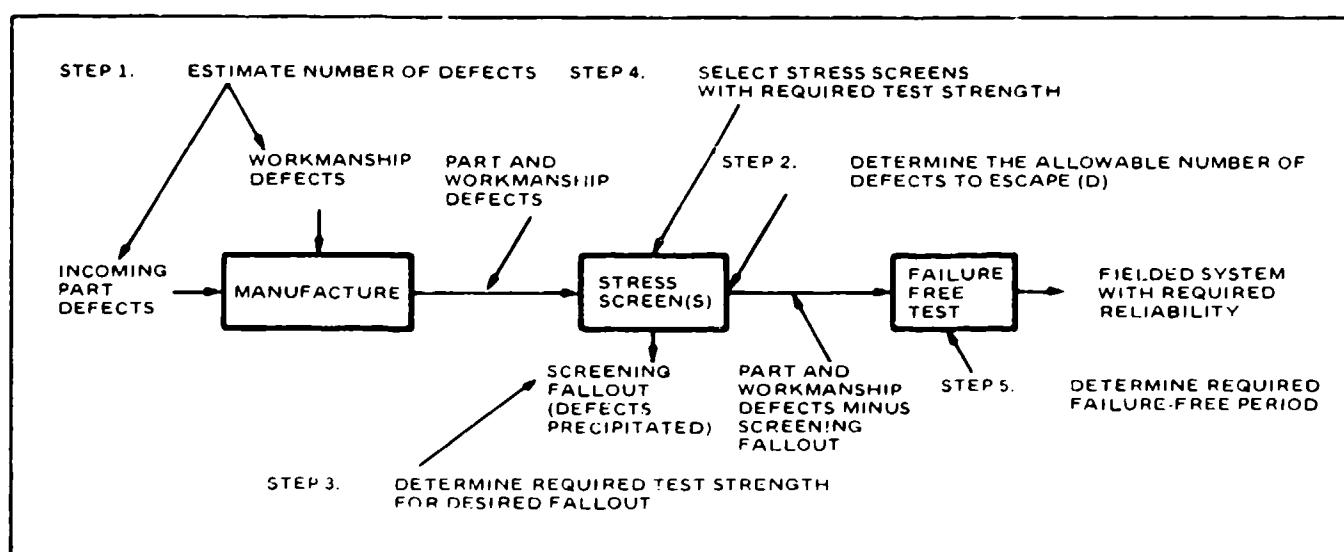 STEP 1. ESTIMATE NUMBER OF DEFECTS
STEP 4. SELECT STRESS SCREENS
WITH REQUIRED TEST STRENGTH
WORKMANSHIP
DEFECTS
PART AND
WORKMANSHIP
DEFECTS
STEP 2. DETERMINE THE ALLOWABLE NUMBER OF
DEFECTS TO ESCAPE (D)
INCOMING
PART
DEFECTS
MANUFACTURE
STRESS
SCREEN(S)
FAILURE
FREE
TEST
FIELDED SYSTEM
WITH REQUIRED
RELIABILITY
SCREENING
FALLOUT
(DEFECTS
PRECIPITATED)
PART AND
WORKMANSHIP
DEFECTS MINUS
SCREENING
FALLOUT
STEP 5. DETERMINE REQUIRED
FAILURE-FREE PERIOD
STEP 3. DETERMINE REQUIRED TEST STRENGTH
FOR DESIRED FALLOUT